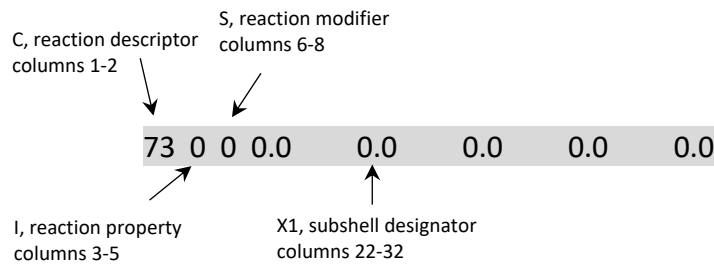 S, reaction modifier
columns 6-8
C, reaction descriptor
columns 1-2
73 0 0 0.0 0.0 0.0 0.0 0.0
I, reaction property
columns 3-5
X1, subshell designator
columns 22-32